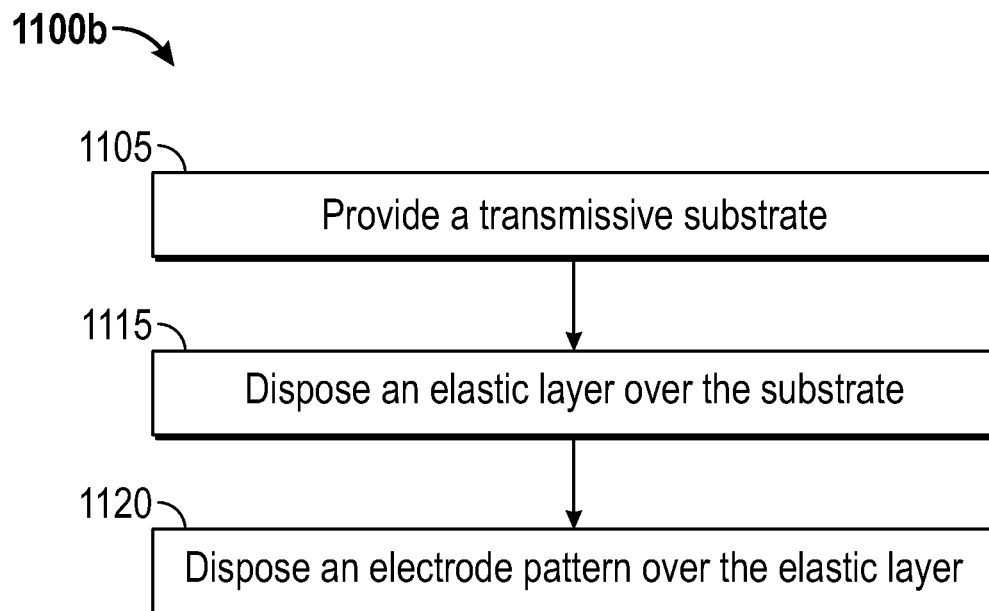 1100b
1105
Provide a transmissive substrate
1115
Dispose an elastic layer over the substrate
1120
Dispose an electrode pattern over the elastic layer